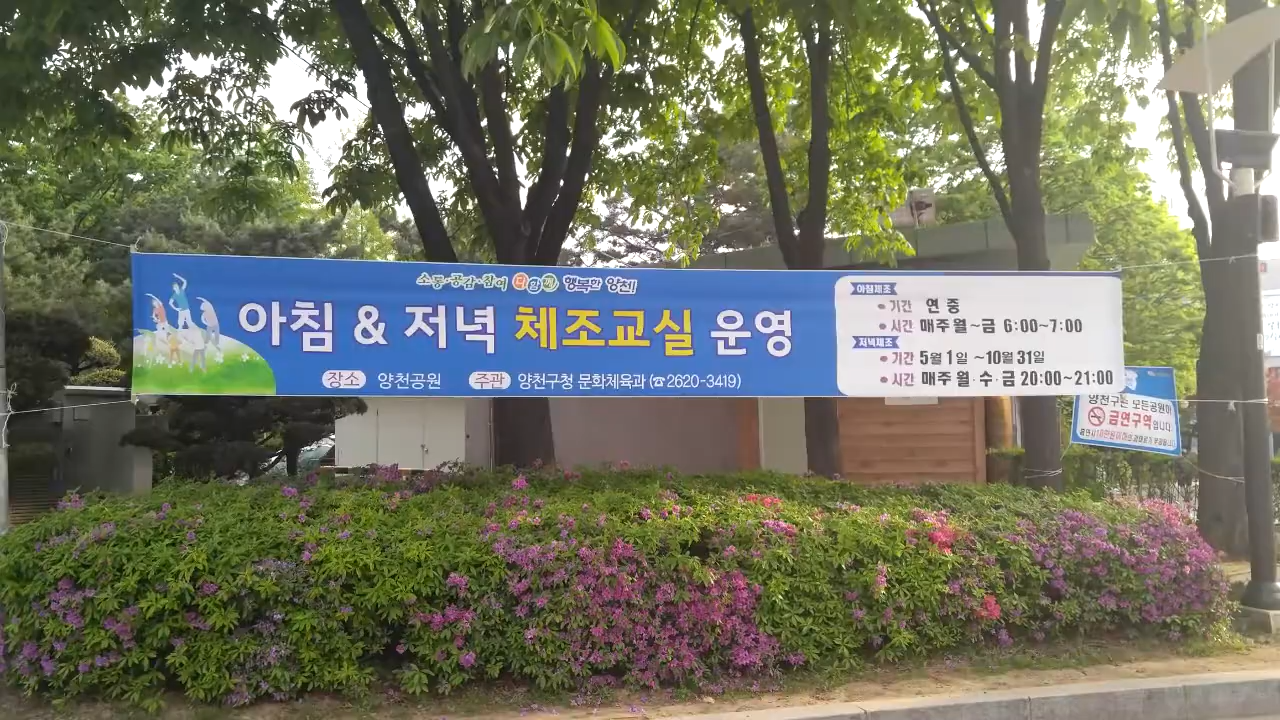 소통·공감·참여 다함께 행복한 양천!
아침 & 저녁 체조교실 운영
장소 양천공원 주관 양천구청 문화체육과 (☎2620-3419)
아침체조
• 기간 연 중
• 시간 매주 월~금 6:00~7:00
저녁체조
• 기간 5월 1일 ~10월 31일
• 시간 매주 월·수·금 20:00~21:00
양천구는 모든공원이
금연구역입니다